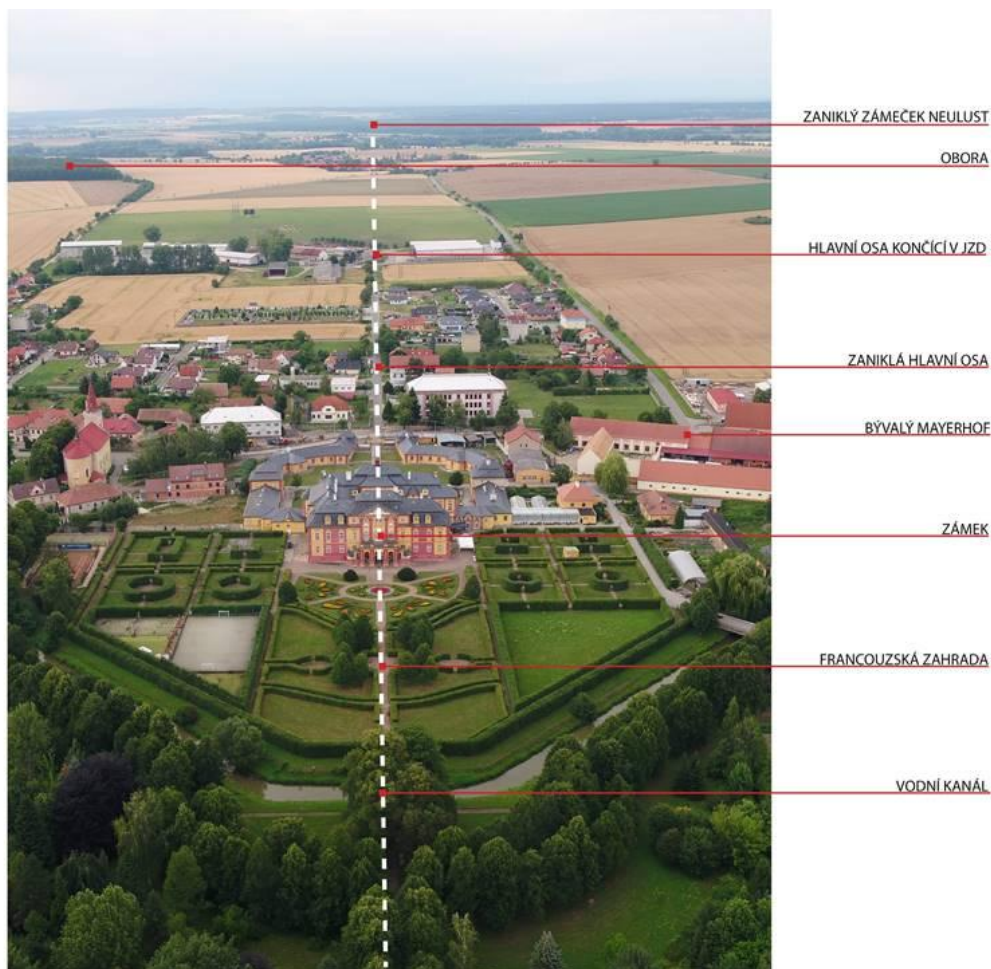 ZANIKLÝ ZÁMEČEK NEULUST
OBORA
HLAVNÍ OSA KONČÍCÍ V JZD
ZANIKLÁ HLAVNÍ OSA
BÝVALÝ MAYERHOF
ZÁMEK
FRANCOUZSKÁ ZAHRADA
VODNÍ KANÁL